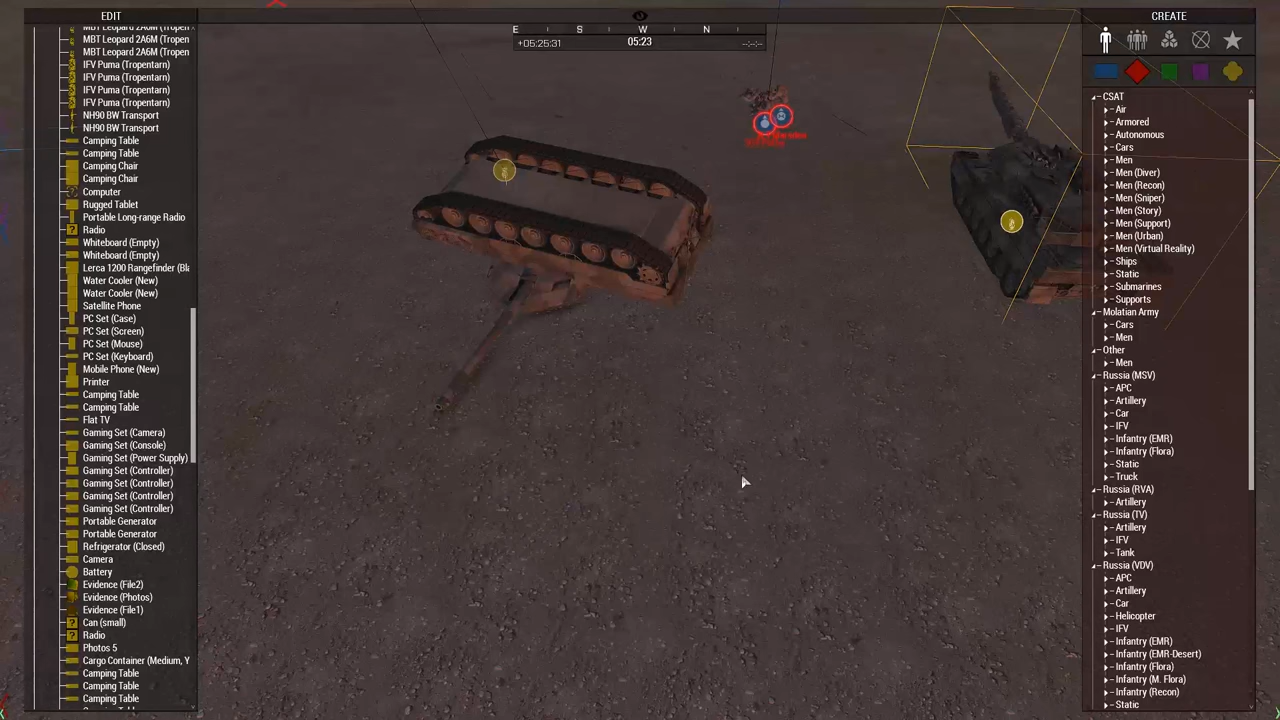 EDIT
MBT Leopard 2A6M (Tropen
MBT Leopard 2A6M (Tropen
MBT Leopard 2A6M (Tropen
IFV Puma (Tropentarn)
IFV Puma (Tropentarn)
IFV Puma (Tropentarn)
IFV Puma (Tropentarn)
NH90 BW Transport
NH90 BW Transport
Camping Table
Camping Table
Camping Chair
Camping Chair
Computer
Rugged Tablet
Portable Long-range Radio
Radio
Whiteboard (Empty)
Whiteboard (Empty)
Lerca 1200 Rangefinder (Bla
Water Cooler (New)
Water Cooler (New)
Satellite Phone
PC Set (Case)
PC Set (Screen)
PC Set (Mouse)
PC Set (Keyboard)
Mobile Phone (New)
Printer
Camping Table
Camping Table
Flat TV
Gaming Set (Camera)
Gaming Set (Console)
Gaming Set (Power Supply)
Gaming Set (Controller)
Gaming Set (Controller)
Gaming Set (Controller)
Gaming Set (Controller)
Portable Generator
Portable Generator
Refrigerator (Closed)
Camera
Battery
Evidence (File2)
Evidence (Photos)
Evidence (File1)
Can (small)
Radio
Photos 5
Cargo Container (Medium, Y
Camping Table
Camping Table
Camping Table
E S W N
+05:25:31 05:23 --:--
CREATE
CSAT
Air
Armored
Autonomous
Cars
Men
Men (Diver)
Men (Recon)
Men (Sniper)
Men (Story)
Men (Support)
Men (Urban)
Men (Virtual Reality)
Ships
Static
Submarines
Supports
Molatian Army
Cars
Men
Other
Men
Russia (MSV)
APC
Artillery
Car
IFV
Infantry (EMR)
Infantry (Flora)
Static
Truck
Russia (RVA)
Artillery
Russia (TV)
Artillery
IFV
Tank
Russia (VDV)
APC
Artillery
Car
Helicopter
IFV
Infantry (EMR)
Infantry (EMR-Desert)
Infantry (Flora)
Infantry (M. Flora)
Infantry (Recon)
Static